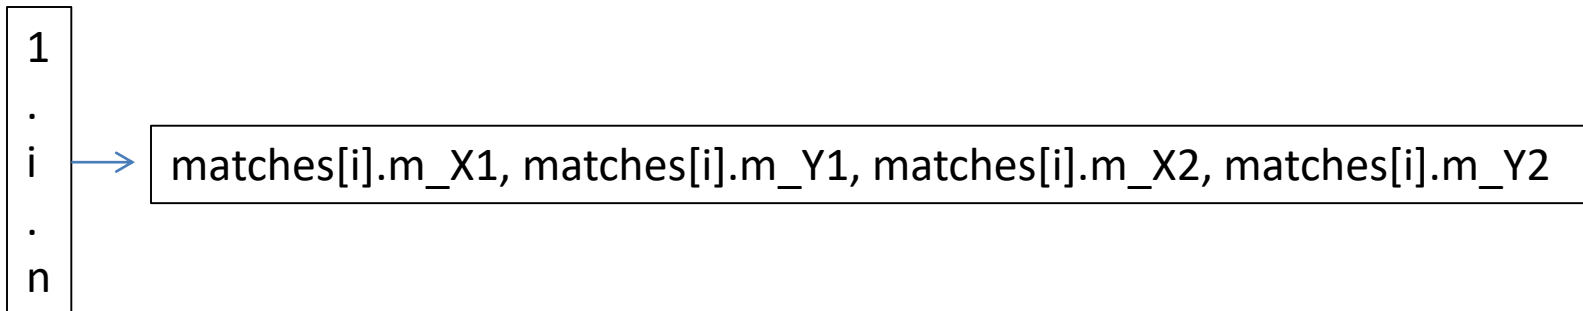 1
.
i
matches[i].m_X1, matches[i].m_Y1, matches[i].m_X2, matches[i].m_Y2
.
n